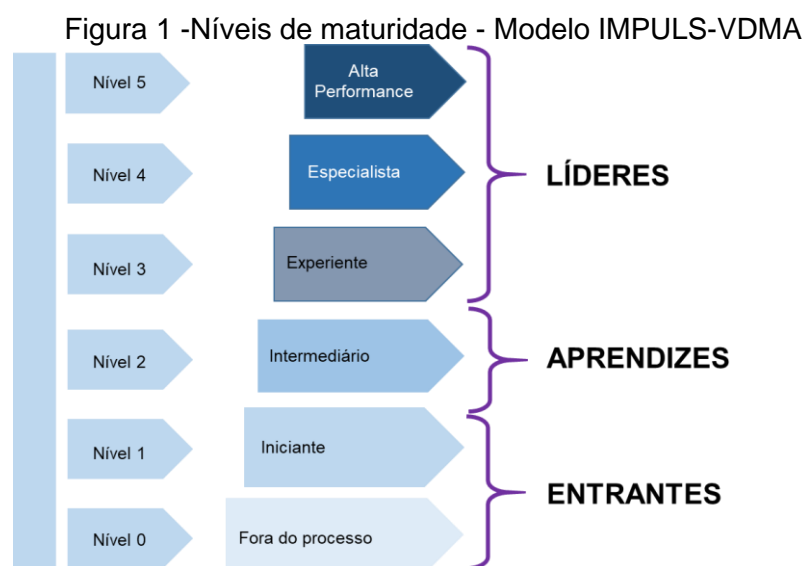 Figura 1 -Níveis de maturidade - Modelo IMPULS-VDMA
Nível 5
Alta
Performance
Nível 4
Especialista
LÍDERES
Nível 3
Experiente
Nível 2
Intermediário
APRENDIZES
Nível 1
Iniciante
ENTRANTES
Nível 0
Fora do processo